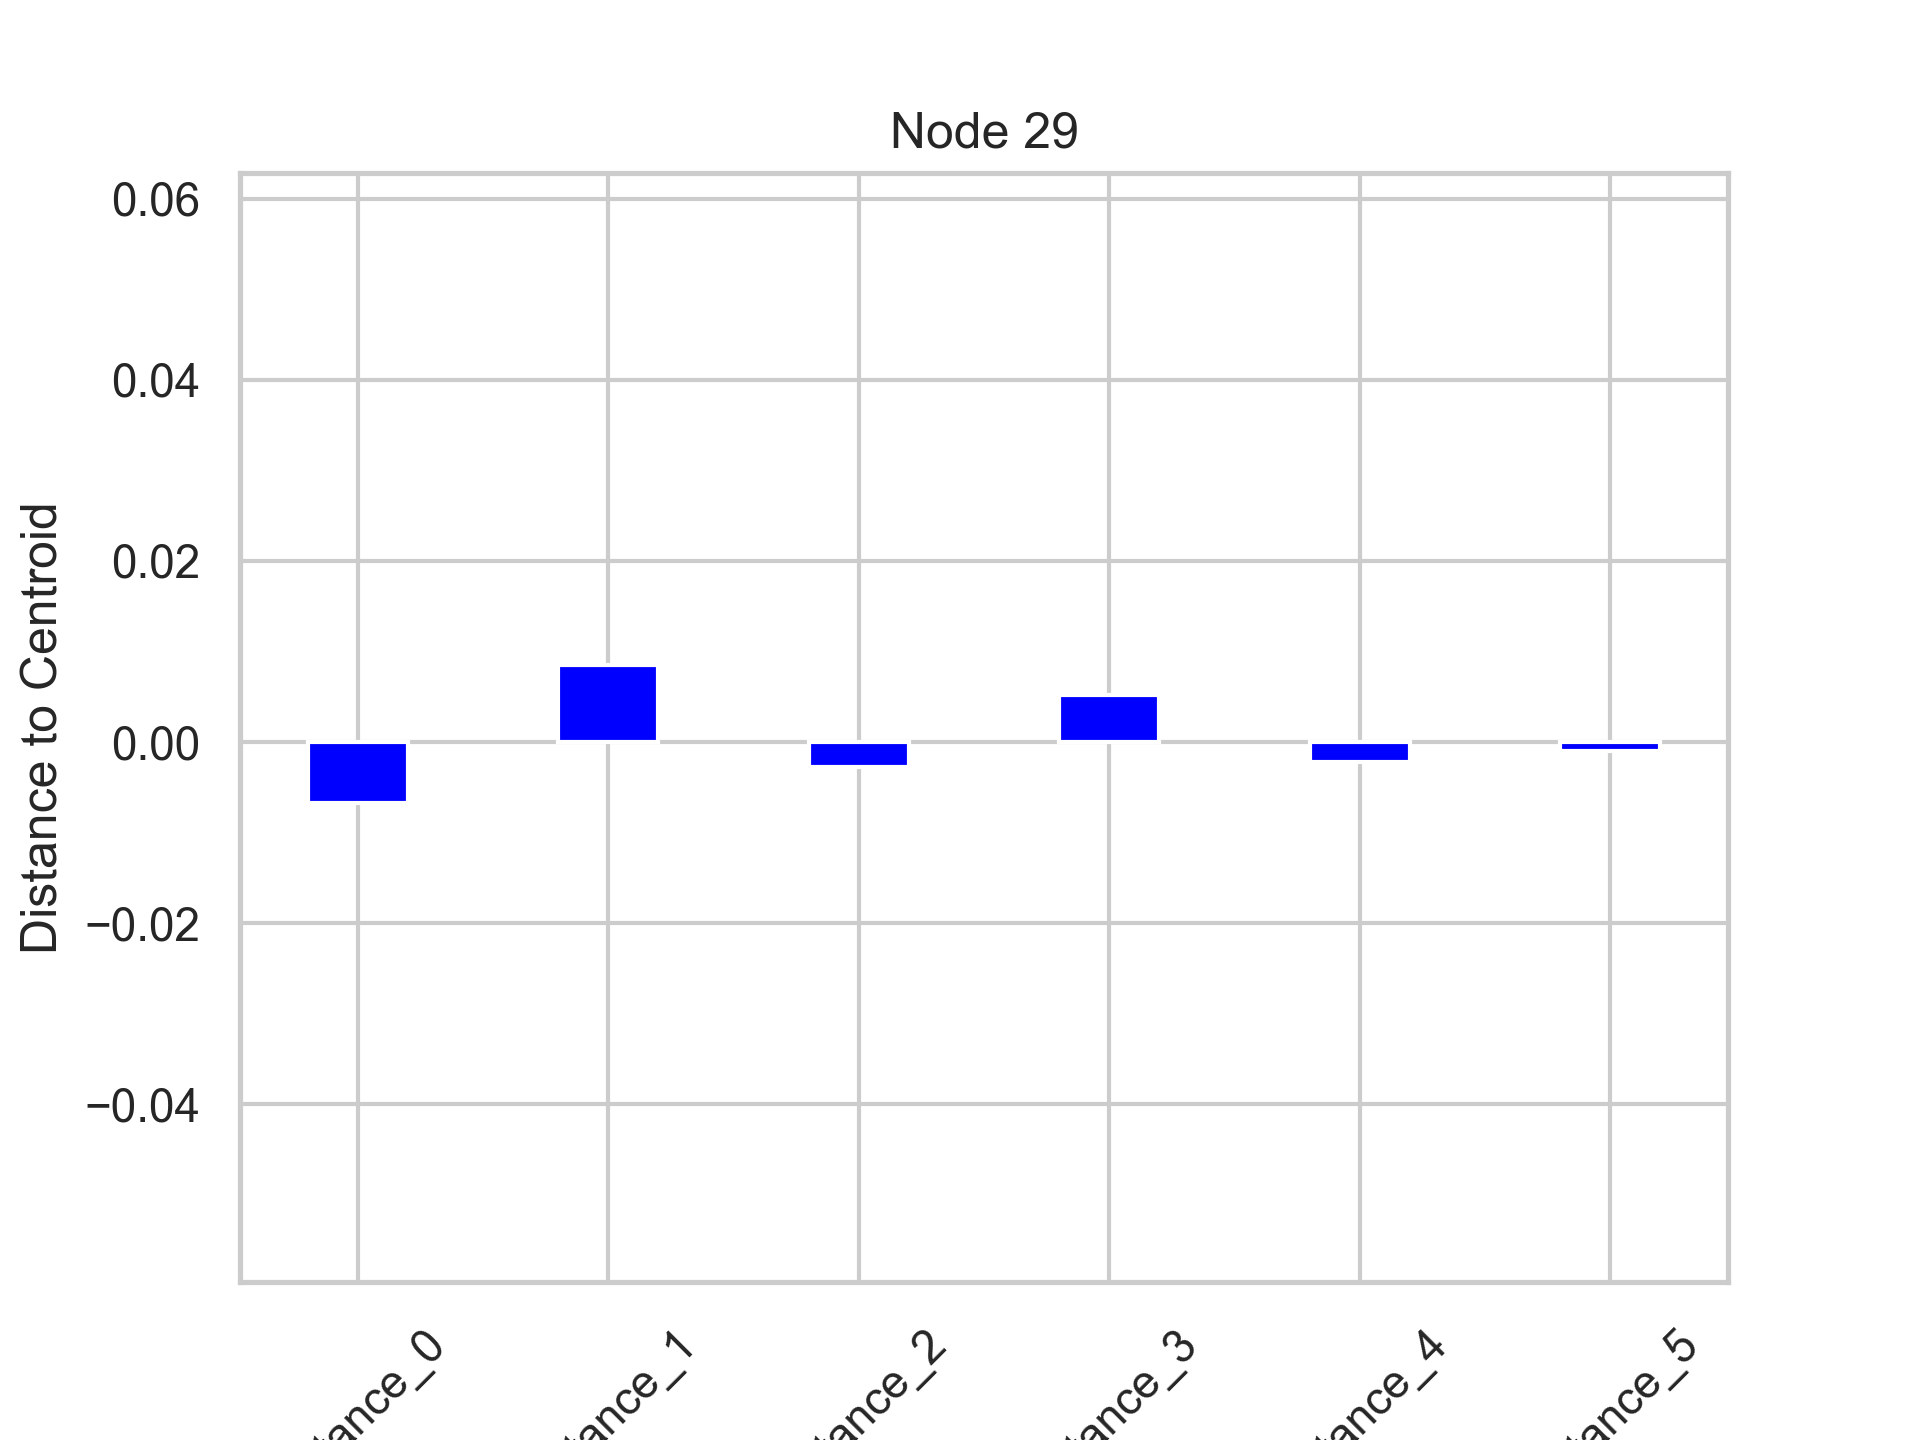 Node 29
0.06
0.04
0.02
0.00
−0.02
−0.04
Distance to Centroid
tance_0
tance_1
tance_2
tance_3
tance_4
tance_5